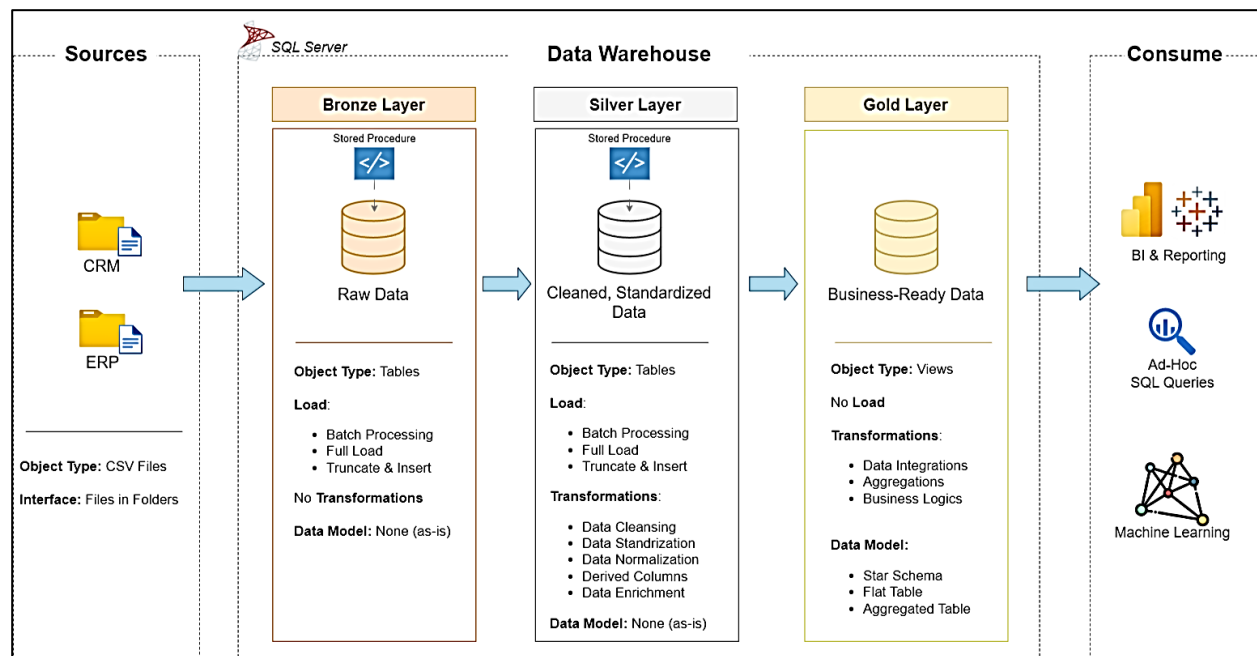 Sources
SQL Server
Data Warehouse
Consume
CRM
ERP
Object Type: CSV Files
Interface: Files in Folders
Bronze Layer
Stored Procedure
</>
Raw Data
Object Type: Tables
Load:
Batch Processing
Full Load
Truncate & Insert
No Transformations
Data Model: None (as-is)
Silver Layer
Stored Procedure
</>
Cleaned, Standardized
Data
Object Type: Tables
Load:
Batch Processing
Full Load
Truncate & Insert
Transformations:
Data Cleansing
Data Standrization
Data Normalization
Derived Columns
Data Enrichment
Data Model: None (as-is)
Gold Layer
Business-Ready Data
Object Type: Views
No Load
Transformations:
Data Integrations
Aggregations
Business Logics
Data Model:
Star Schema
Flat Table
Aggregated Table
BI & Reporting
Ad-Hoc
SQL Queries
Machine Learning